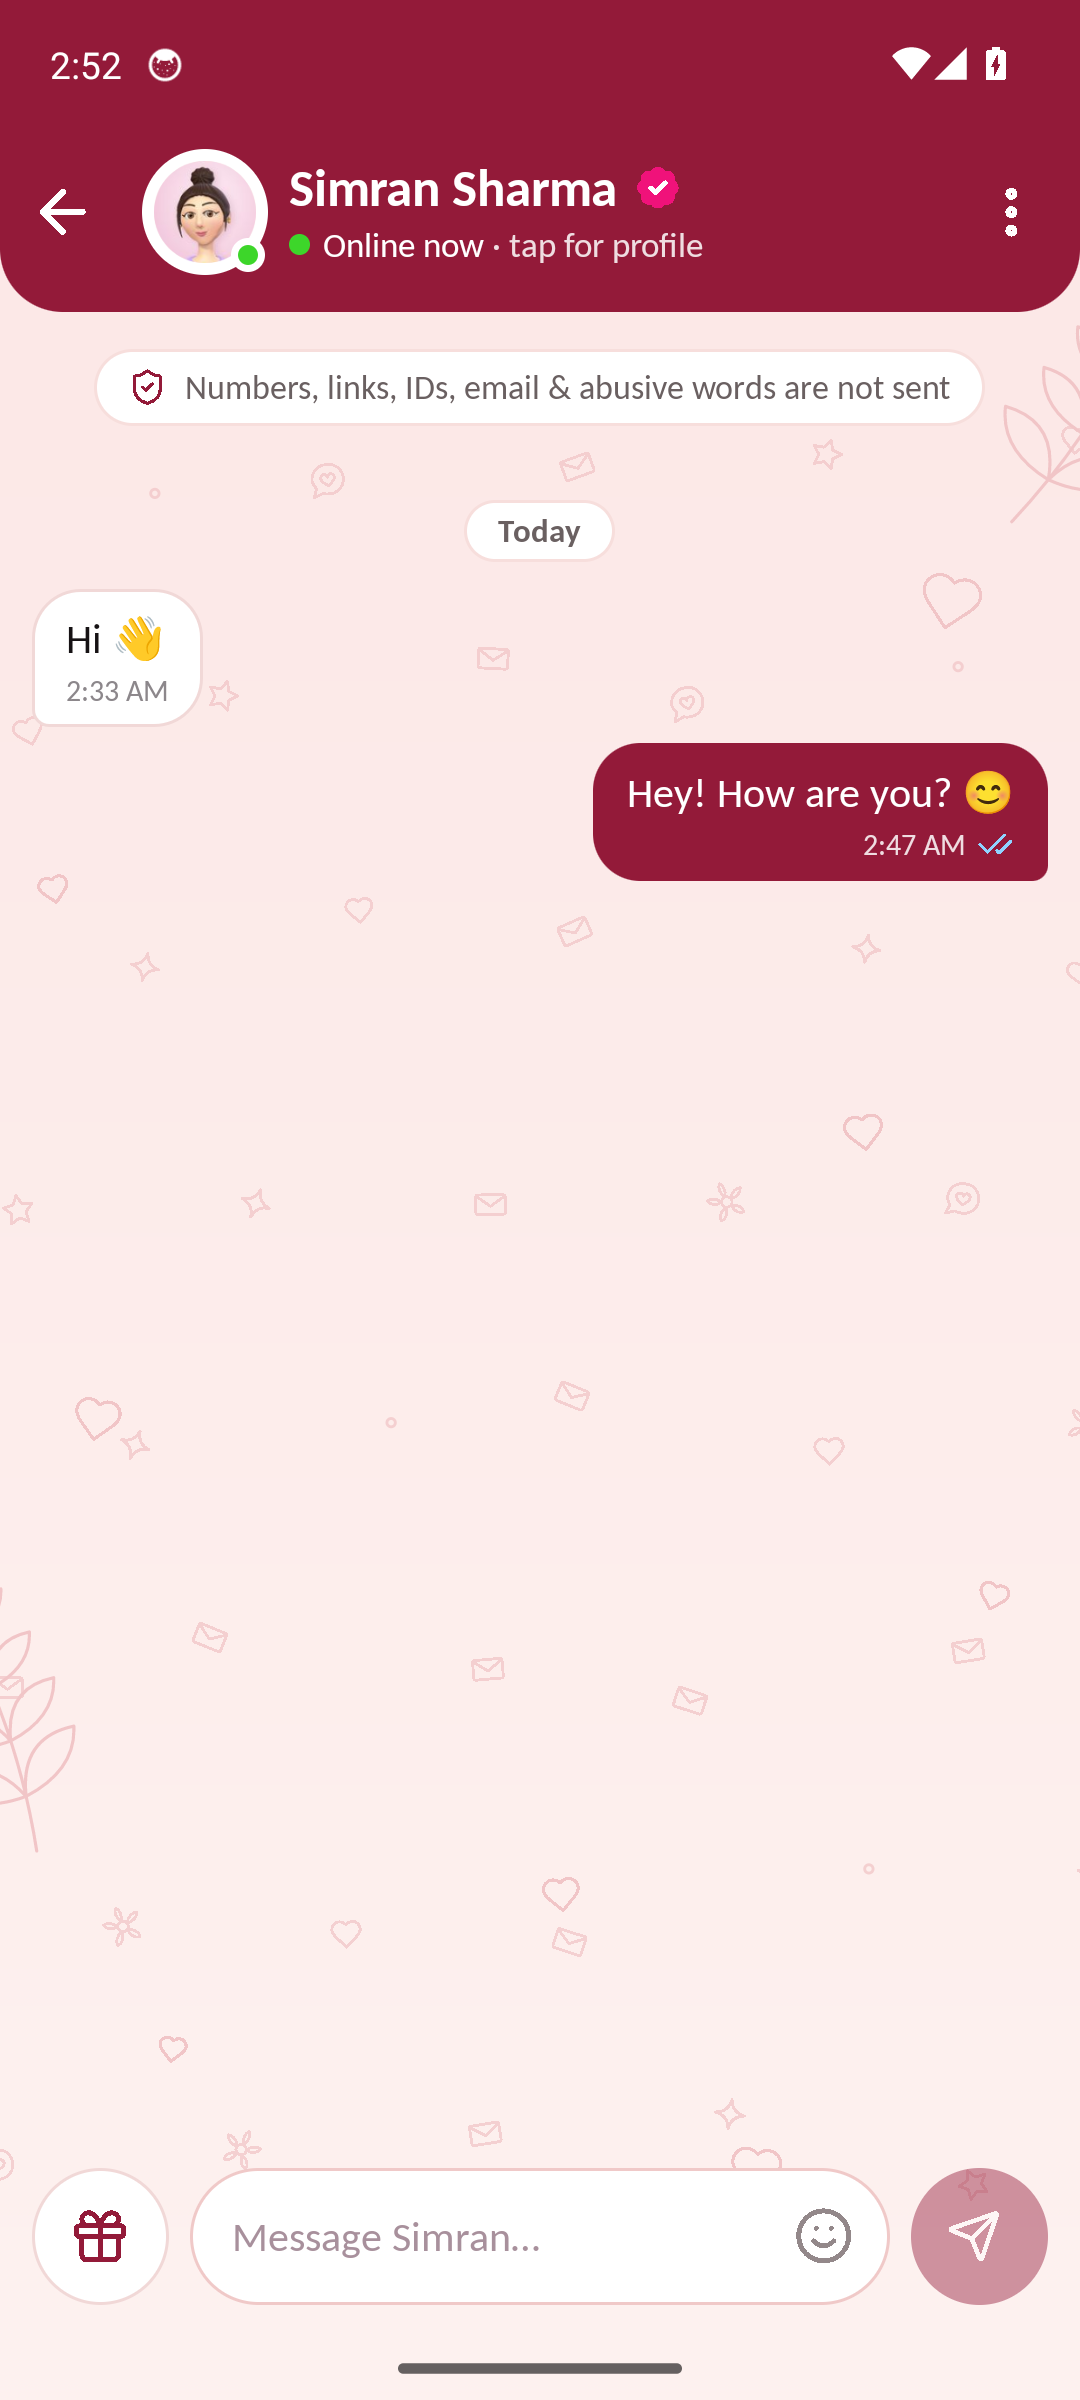 2:52
Simran Sharma
Online now · tap for profile
Numbers, links, IDs, email & abusive words are not sent
Today
Hi 👋
2:33 AM
Hey! How are you? 😊
2:47 AM
Message Simran...